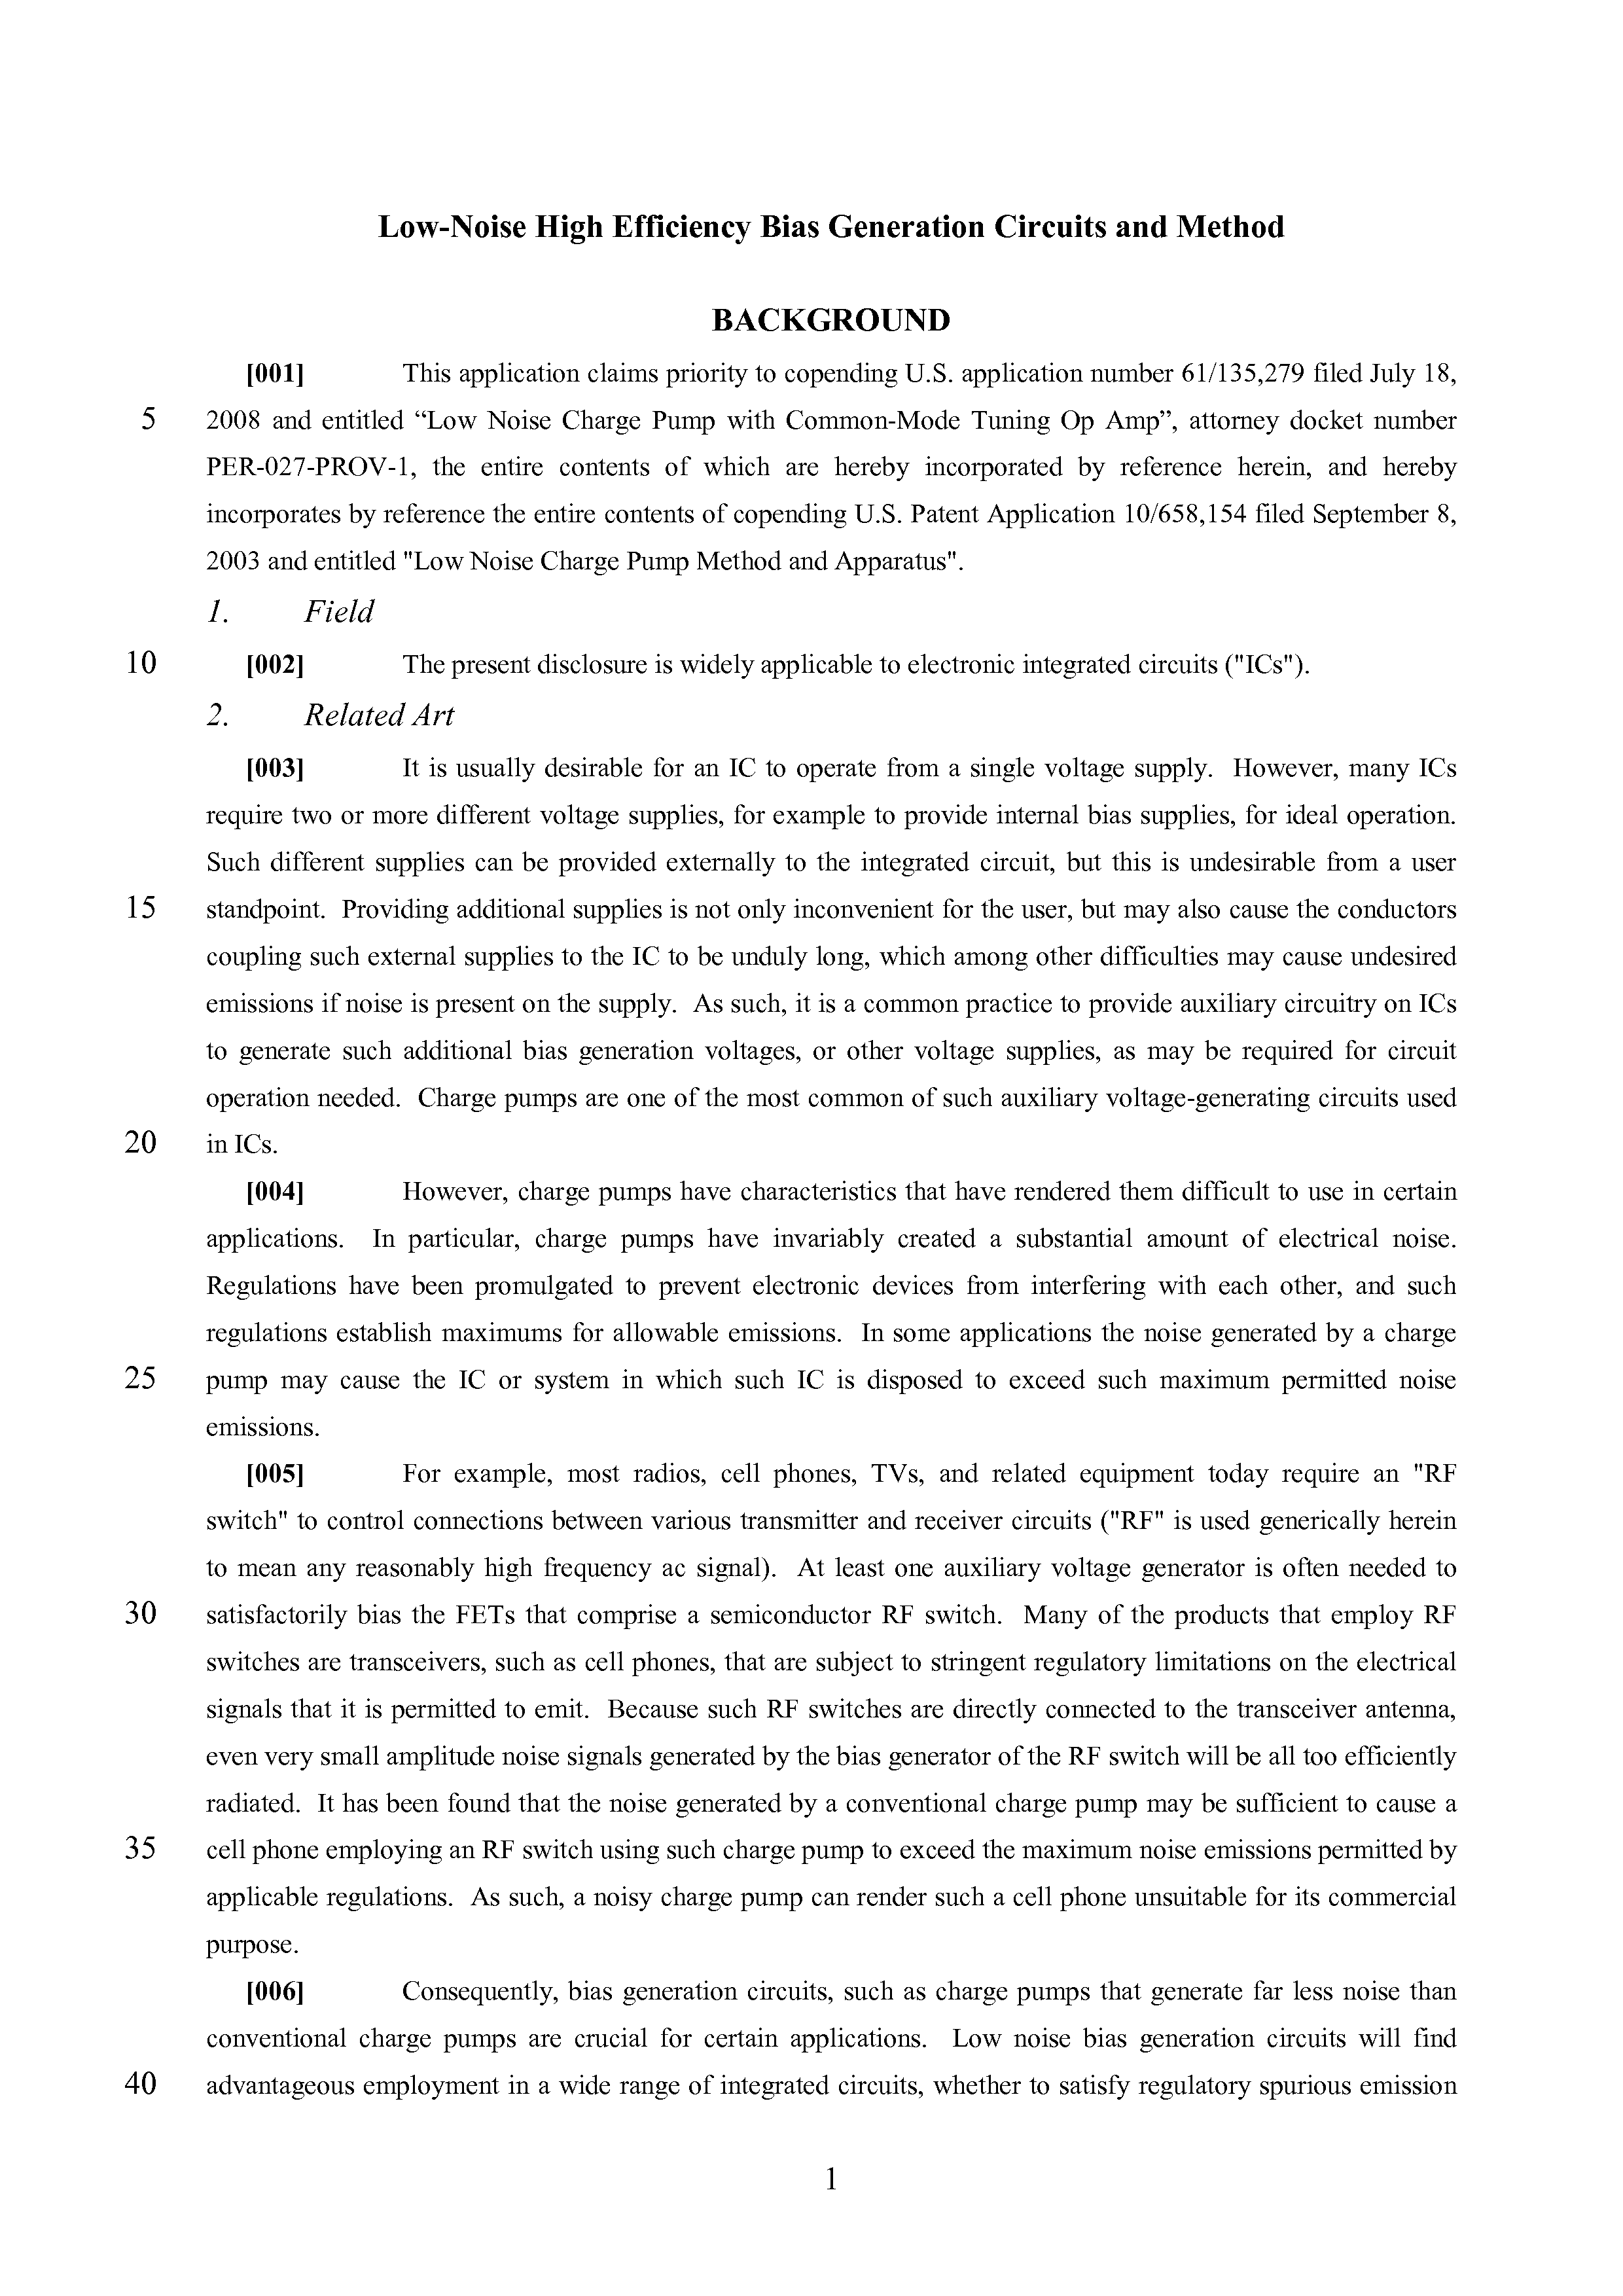 Low-Noise High Efficiency Bias Generation Circuits and Method
BACKGROUND
[001] This application claims priority to copending U.S. application number 61/135,279 filed July 18,
5 2008 and entitled “Low Noise Charge Pump with Common-Mode Tuning Op Amp”, attorney docket number
PER-027-PROV-1, the entire contents of which are hereby incorporated by reference herein, and hereby
incorporates by reference the entire contents of copending U.S. Patent Application 10/658,154 filed September 8,
2003 and entitled "Low Noise Charge Pump Method and Apparatus".
1. Field
10 [002] The present disclosure is widely applicable to electronic integrated circuits ("ICs").
2. Related Art
[003] It is usually desirable for an IC to operate from a single voltage supply. However, many ICs
require two or more different voltage supplies, for example to provide internal bias supplies, for ideal operation.
Such different supplies can be provided externally to the integrated circuit, but this is undesirable from a user
15 standpoint. Providing additional supplies is not only inconvenient for the user, but may also cause the conductors
coupling such external supplies to the IC to be unduly long, which among other difficulties may cause undesired
emissions if noise is present on the supply. As such, it is a common practice to provide auxiliary circuitry on ICs
to generate such additional bias generation voltages, or other voltage supplies, as may be required for circuit
operation needed. Charge pumps are one of the most common of such auxiliary voltage-generating circuits used
20 in ICs.
[004] However, charge pumps have characteristics that have rendered them difficult to use in certain
applications. In particular, charge pumps have invariably created a substantial amount of electrical noise.
Regulations have been promulgated to prevent electronic devices from interfering with each other, and such
regulations establish maximums for allowable emissions. In some applications the noise generated by a charge
25 pump may cause the IC or system in which such IC is disposed to exceed such maximum permitted noise
emissions.
[005] For example, most radios, cell phones, TVs, and related equipment today require an "RF
switch" to control connections between various transmitter and receiver circuits ("RF" is used generically herein
to mean any reasonably high frequency ac signal). At least one auxiliary voltage generator is often needed to
30 satisfactorily bias the FETs that comprise a semiconductor RF switch. Many of the products that employ RF
switches are transceivers, such as cell phones, that are subject to stringent regulatory limitations on the electrical
signals that it is permitted to emit. Because such RF switches are directly connected to the transceiver antenna,
even very small amplitude noise signals generated by the bias generator of the RF switch will be all too efficiently
radiated. It has been found that the noise generated by a conventional charge pump may be sufficient to cause a
35 cell phone employing an RF switch using such charge pump to exceed the maximum noise emissions permitted by
applicable regulations. As such, a noisy charge pump can render such a cell phone unsuitable for its commercial
purpose.
[006] Consequently, bias generation circuits, such as charge pumps that generate far less noise than
conventional charge pumps are crucial for certain applications. Low noise bias generation circuits will find
40 advantageous employment in a wide range of integrated circuits, whether to satisfy regulatory spurious emission
1